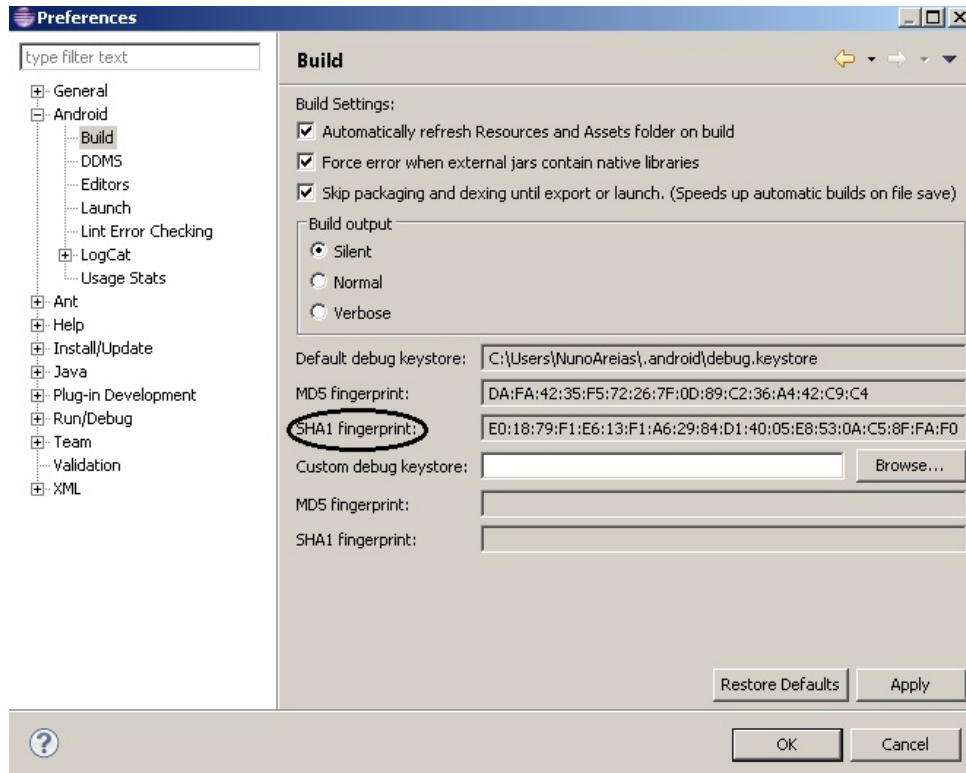 Preferences
type filter text
General
Android
Build
DDMS
Editors
Launch
Lint Error Checking
LogCat
Usage Stats
Ant
Help
Install/Update
Java
Plug-in Development
Run/Debug
Team
Validation
XML
Build
Build Settings:
Automatically refresh Resources and Assets folder on build
Force error when external jars contain native libraries
Skip packaging and dexing until export or launch. (Speeds up automatic builds on file save)
Build output
Silent
Normal
Verbose
Default debug keystore: C:\Users\NunoAreias\.android\debug.keystore
MD5 fingerprint: DA:FA:42:35:F5:72:26:7F:0D:89:C2:36:A4:42:C9:C4
SHA1 fingerprint: E0:18:79:F1:E6:13:F1:A6:29:84:D1:40:05:E8:53:0A:C5:8F:FA:F0
Custom debug keystore: Browse...
MD5 fingerprint:
SHA1 fingerprint:
Restore Defaults Apply
? OK Cancel